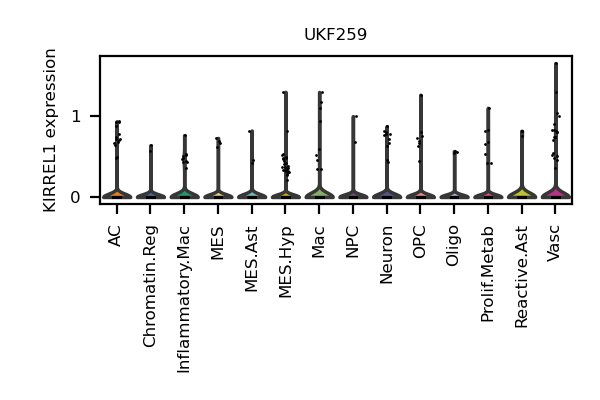 UKF259
KIRREL1 expression
1
0
AC
Chromatin.Reg
Inflammatory.Mac
MES
MES.Ast
MES.Hyp
Mac
NPC
Neuron
OPC
Oligo
Prolif.Metab
Reactive.Ast
Vasc